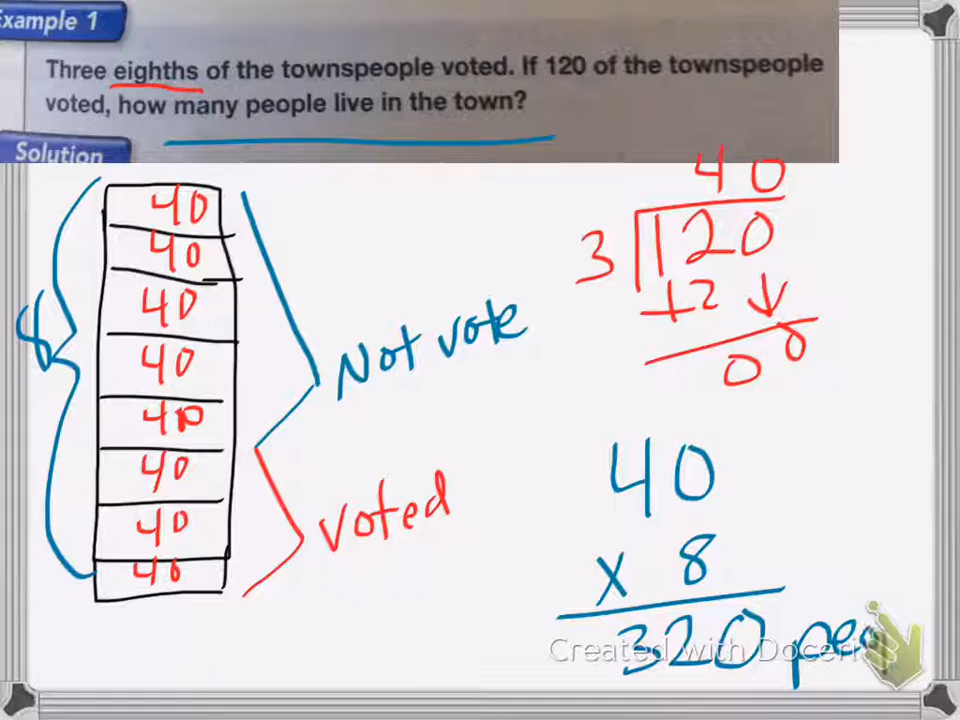 Example 1
Three eighths of the townspeople voted. If 120 of the townspeople
voted, how many people live in the town?
Solution
40
40
40
40
40
40
40
40
8
Not vote
voted
40
3 120
12
00
40
x 8
320 peo
Created with Doceri